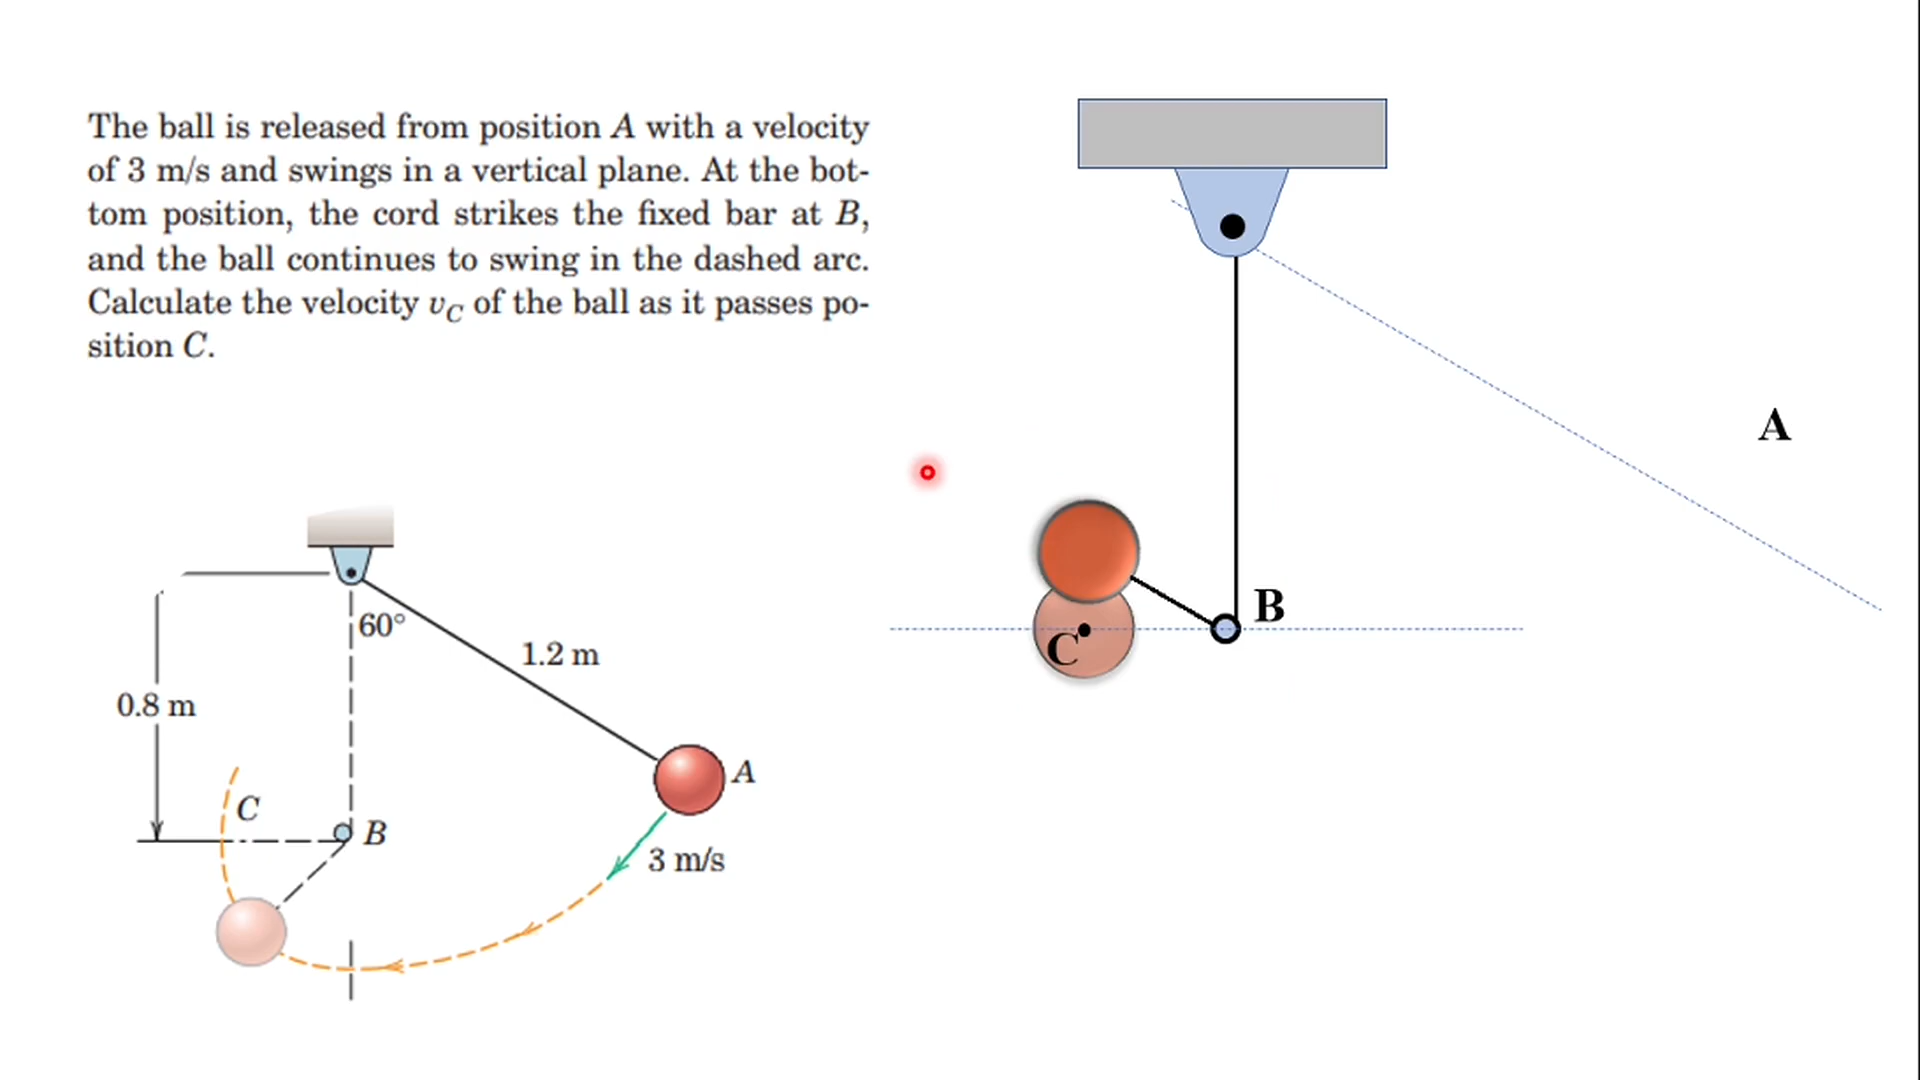 The ball is released from position A with a velocity
of 3 m/s and swings in a vertical plane. At the bot-
tom position, the cord strikes the fixed bar at B,
and the ball continues to swing in the dashed arc.
Calculate the velocity v_C of the ball as it passes po-
sition C.
60°
1.2 m
0.8 m
A
C
B
3 m/s
A
B
C